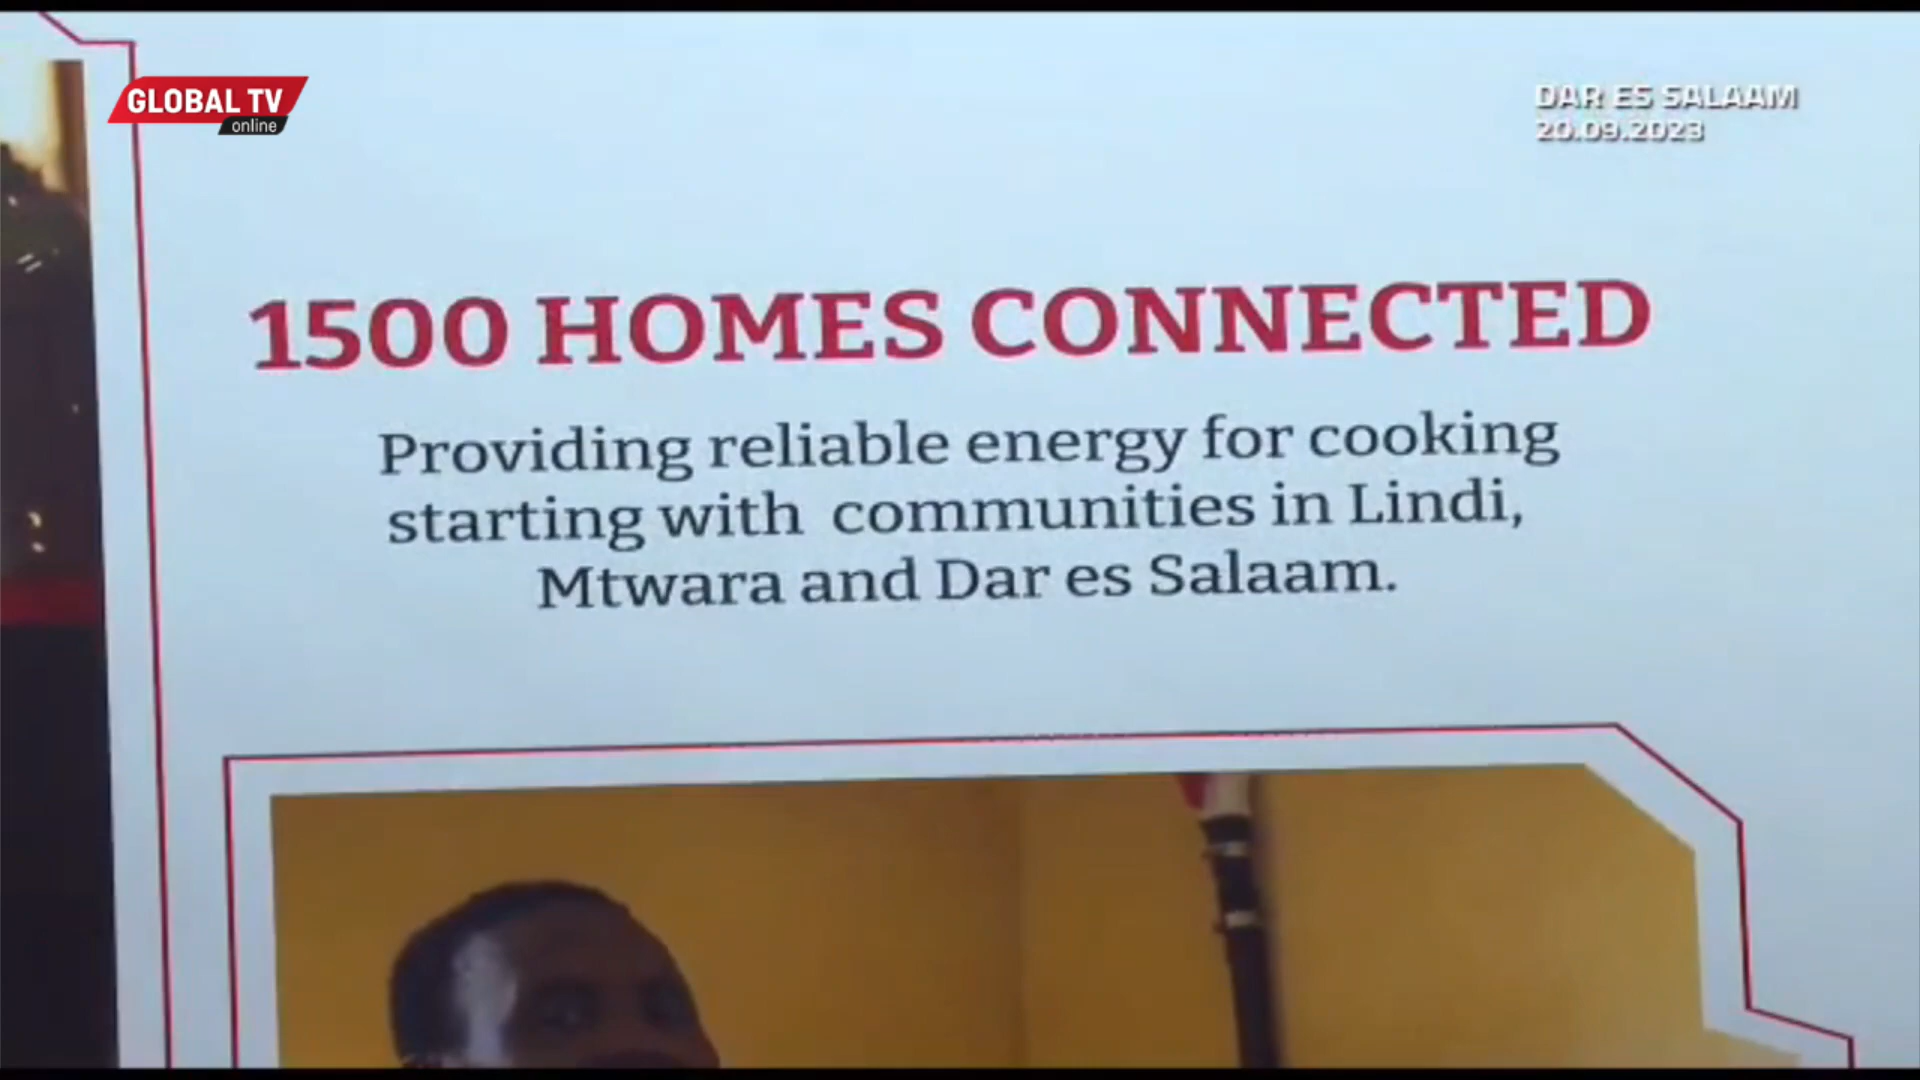 GLOBAL TV
online
DAR ES SALAAM
20.09.2023
1500 HOMES CONNECTED
Providing reliable energy for cooking
starting with communities in Lindi,
Mtwara and Dar es Salaam.